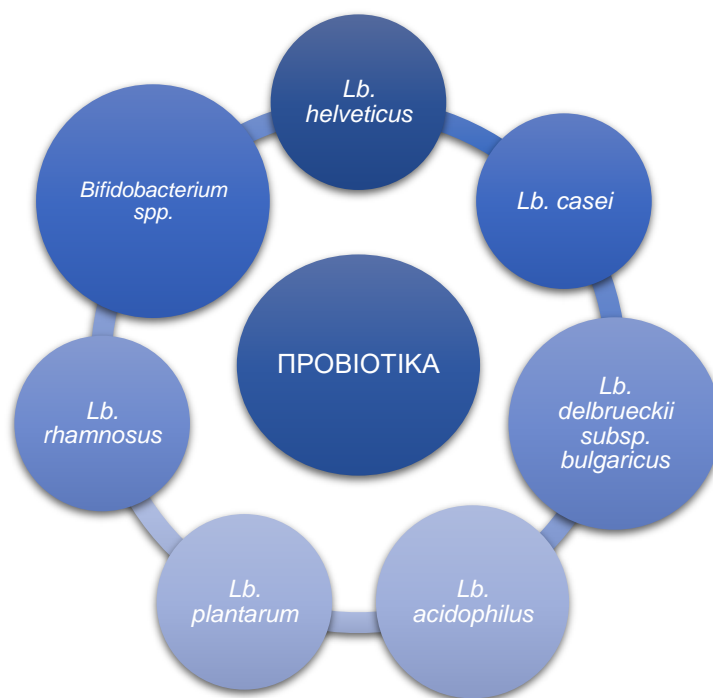 Lb.
helveticus
Lb. casei
Lb.
delbrueckii
subsp.
bulgaricus
Lb.
acidophilus
Lb.
plantarum
Lb.
rhamnosus
Bifidobacterium
spp.
ΠΡΟΒΙΟΤΙΚΑ